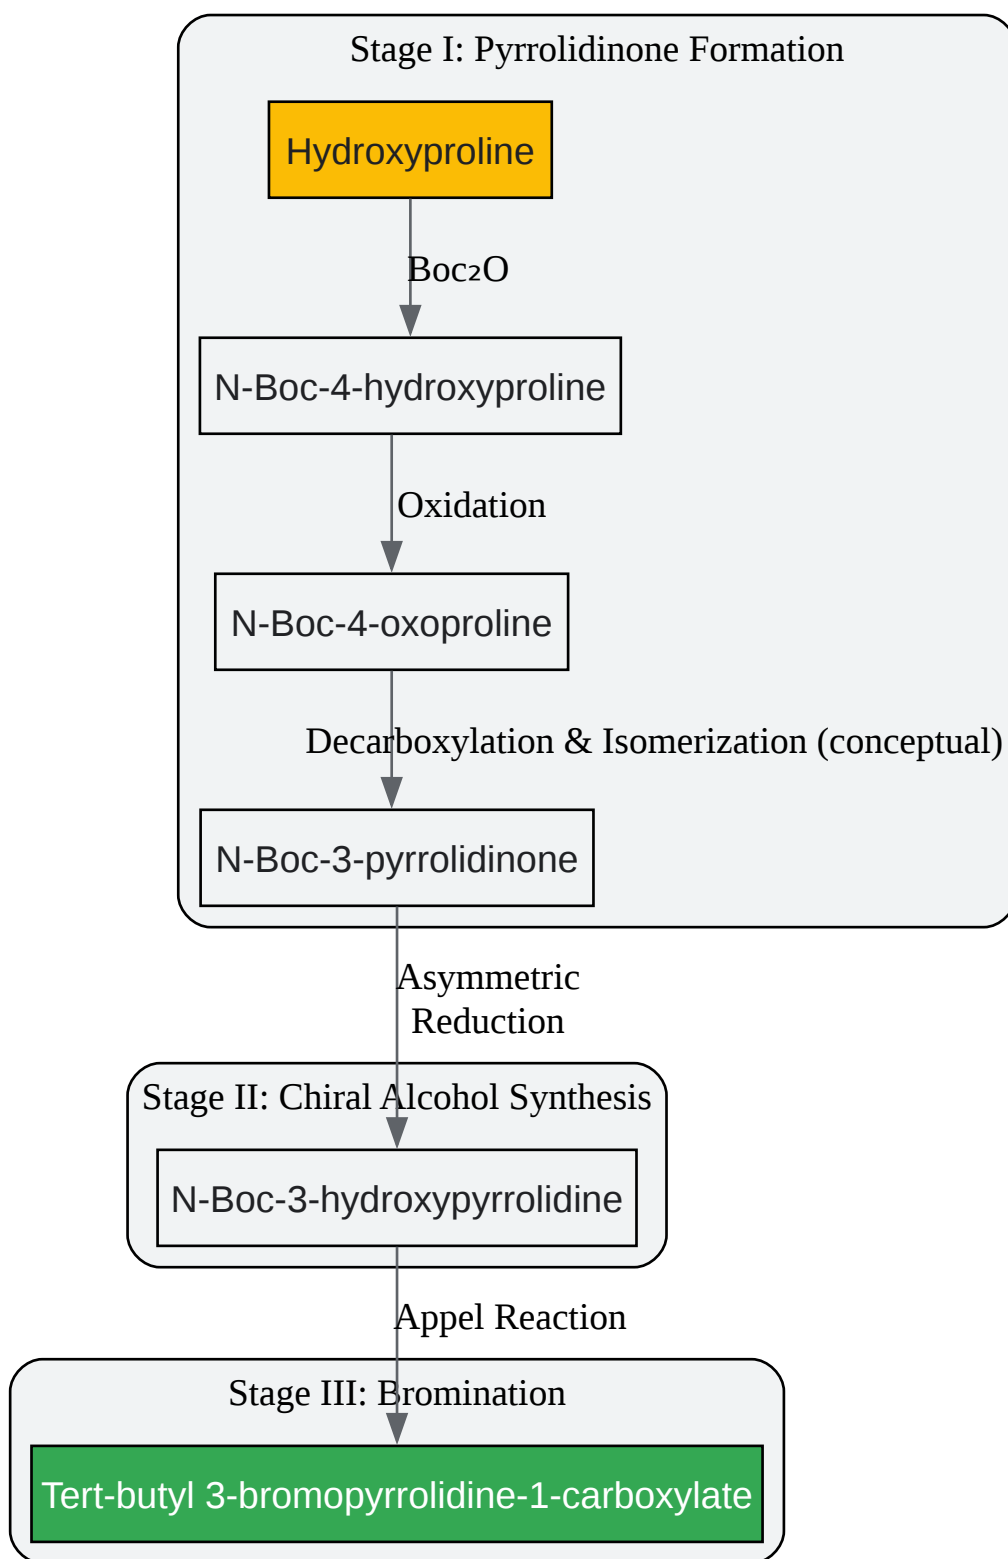 Stage I: Pyrrolidinone Formation
Hydroxyproline
Boc₂O
N-Boc-4-hydroxyproline
Oxidation
N-Boc-4-oxoproline
Decarboxylation & Isomerization (conceptual)
N-Boc-3-pyrrolidinone
Asymmetric
Reduction
Stage II: Chiral Alcohol Synthesis
N-Boc-3-hydroxypyrrolidine
Appel Reaction
Stage III: Bromination
Tert-butyl 3-bromopyrrolidine-1-carboxylate